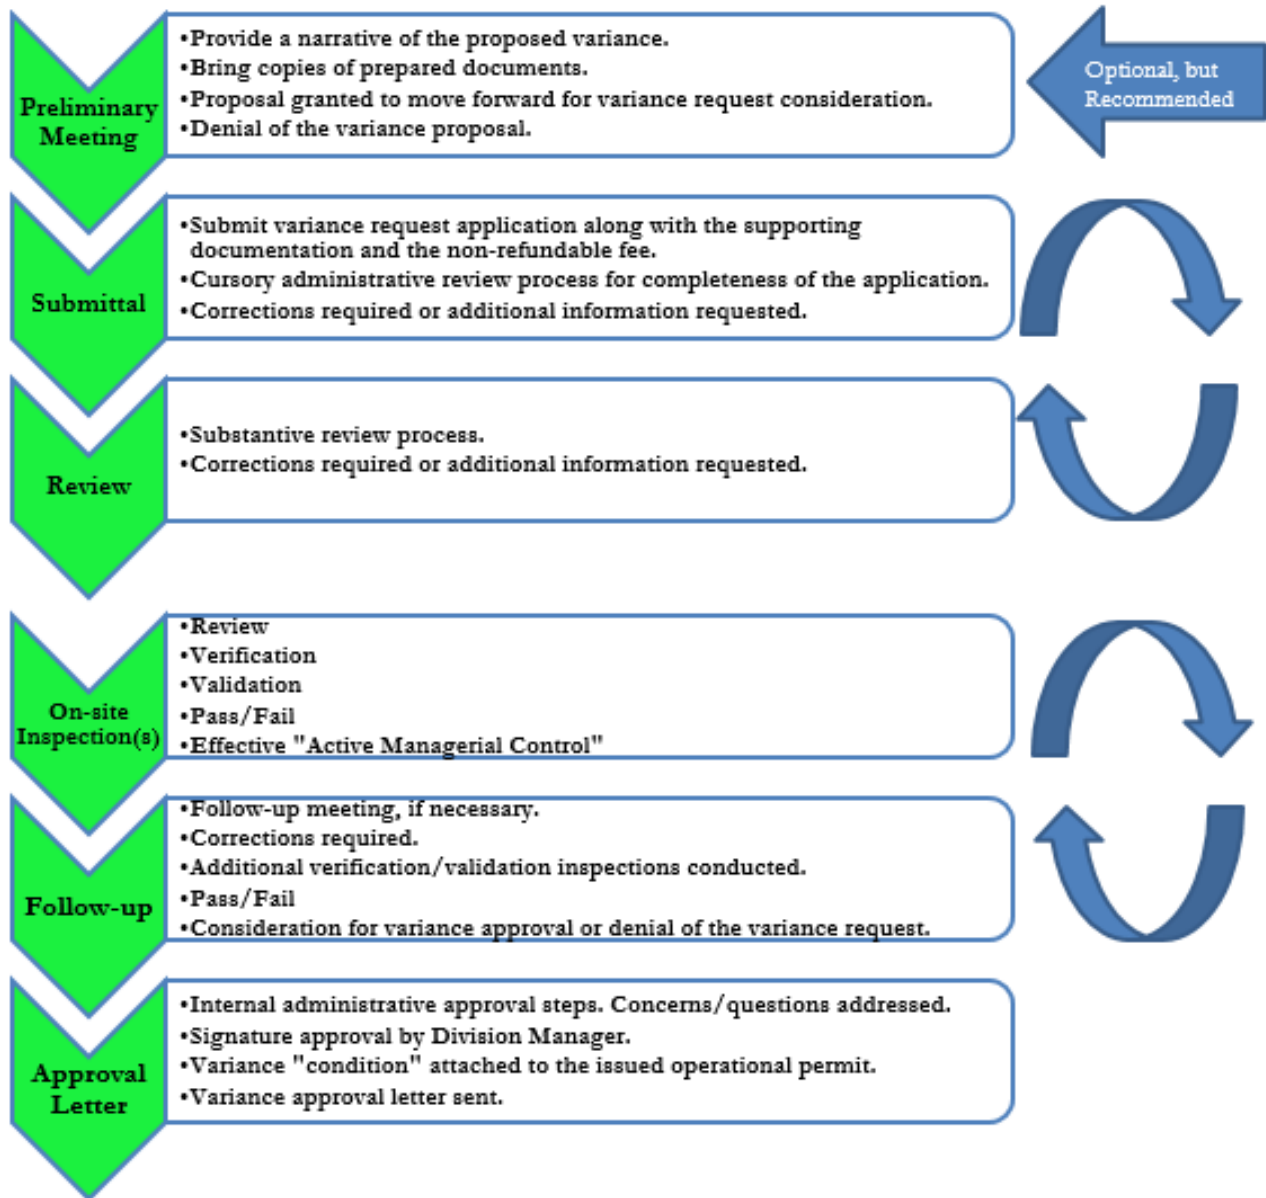 Preliminary
Meeting
•Provide a narrative of the proposed variance.
•Bring copies of prepared documents.
•Proposal granted to move forward for variance request consideration.
•Denial of the variance proposal.
Optional, but
Recommended
Submittal
•Submit variance request application along with the supporting
documentation and the non-refundable fee.
•Cursory administrative review process for completeness of the application.
•Corrections required or additional information requested.
Review
•Substantive review process.
•Corrections required or additional information requested.
On-site
Inspection(s)
•Review
•Verification
•Validation
•Pass/Fail
•Effective "Active Managerial Control"
Follow-up
•Follow-up meeting, if necessary.
•Corrections required.
•Additional verification/validation inspections conducted.
•Pass/Fail
•Consideration for variance approval or denial of the variance request.
Approval
Letter
•Internal administrative approval steps. Concerns/questions addressed.
•Signature approval by Division Manager.
•Variance "condition" attached to the issued operational permit.
•Variance approval letter sent.